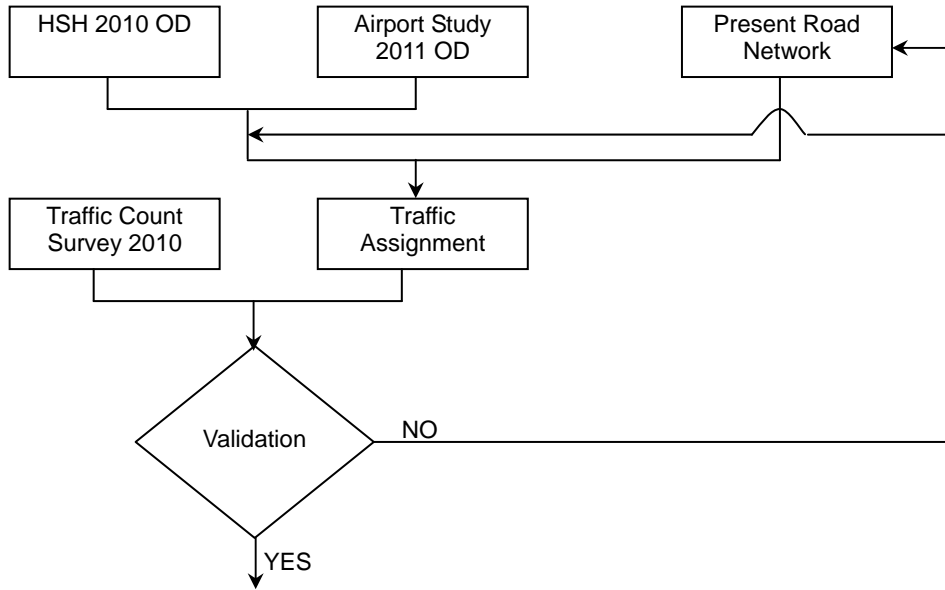 HSH 2010 OD
Airport Study
2011 OD
Present Road
Network
Traffic Count
Survey 2010
Traffic
Assignment
Validation
NO
YES